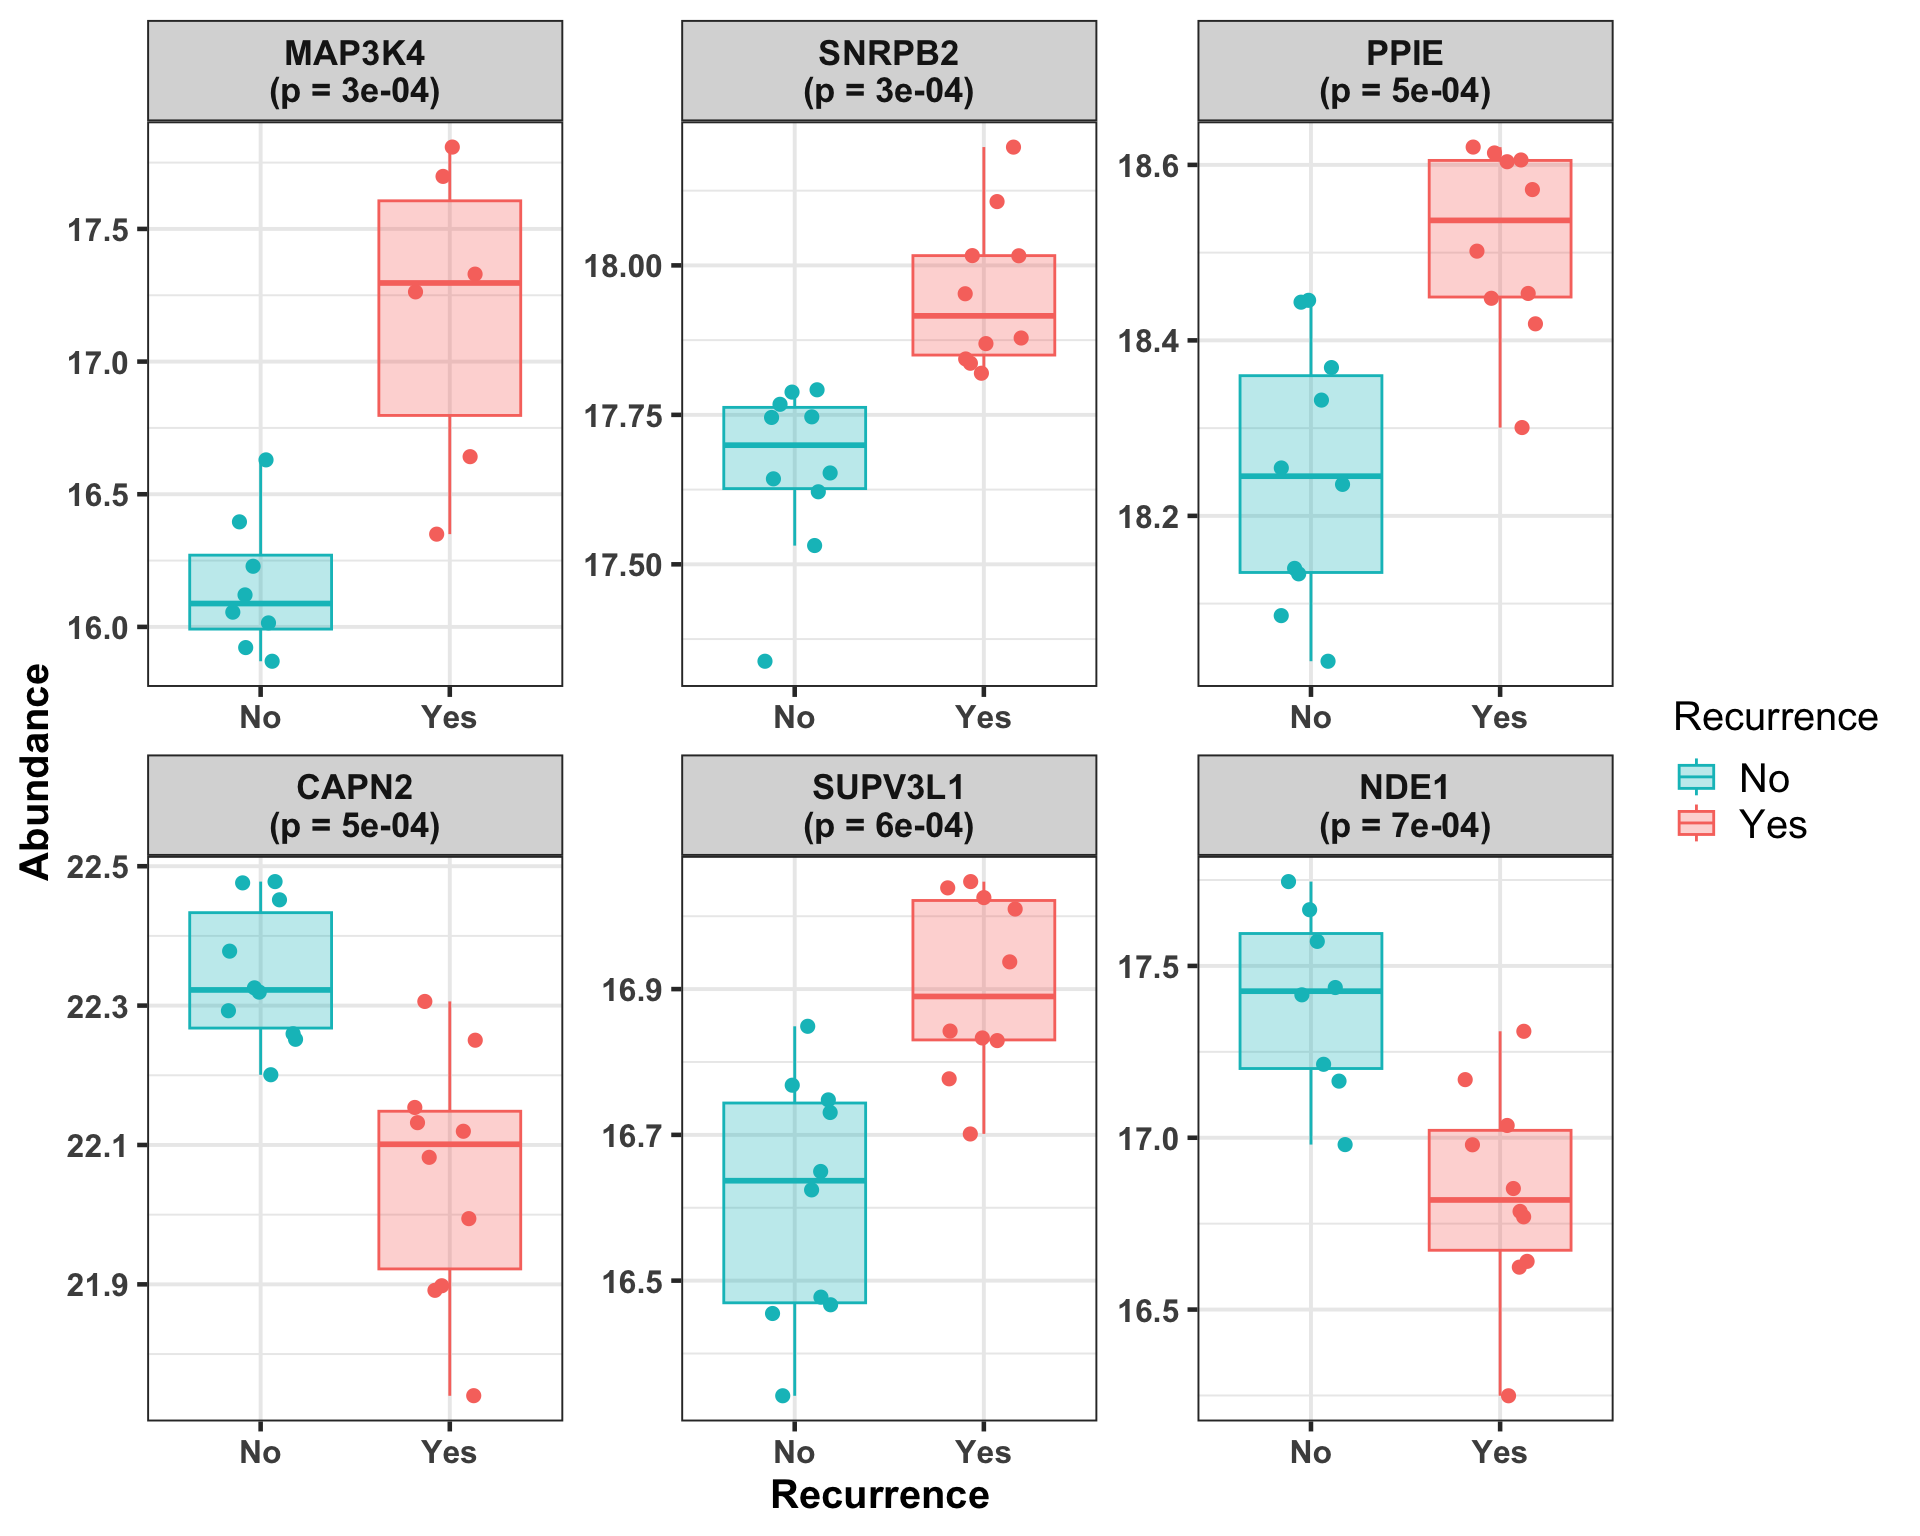 MAP3K4
(p = 3e-04)
SNRPB2
(p = 3e-04)
PPIE
(p = 5e-04)
17.5
17.0
16.5
16.0
18.00
17.75
17.50
18.6
18.4
18.2
No
Yes
No
Yes
No
Yes
CAPN2
(p = 5e-04)
SUPV3L1
(p = 6e-04)
NDE1
(p = 7e-04)
22.5
22.3
22.1
21.9
16.9
16.7
16.5
17.5
17.0
16.5
No
Yes
No
Yes
No
Yes
Abundance
Recurrence
Recurrence
No
Yes